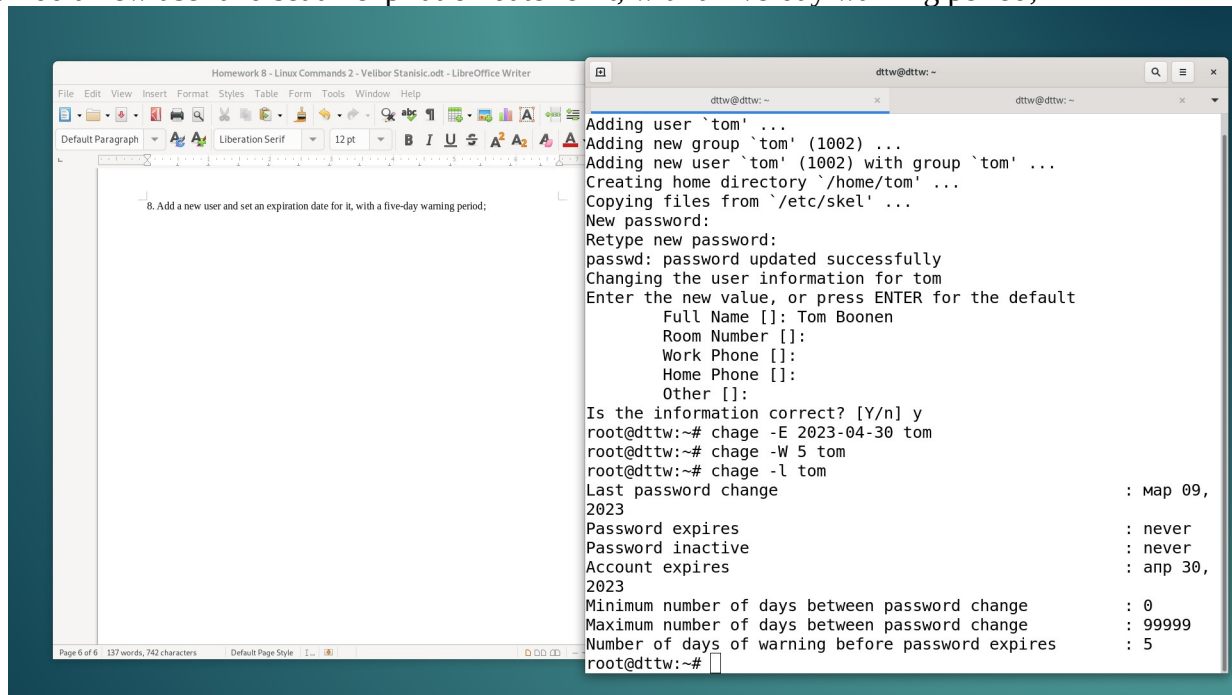 Homework 8 - Linux Commands 2 - Velibor Stanisic.odt - LibreOffice Writer
File Edit View Insert Format Styles Table Form Tools Window Help
Default Paragraph
Liberation Serif
12 pt
8. Add a new user and set an expiration date for it, with a five-day warning period;
Page 6 of 6 137 words, 742 characters Default Page Style
dttw@dttw: ~
dttw@dttw: ~ dttw@dttw: ~
Adding user `tom' ...
Adding new group `tom' (1002) ...
Adding new user `tom' (1002) with group `tom' ...
Creating home directory `/home/tom' ...
Copying files from `/etc/skel' ...
New password:
Retype new password:
passwd: password updated successfully
Changing the user information for tom
Enter the new value, or press ENTER for the default
Full Name []: Tom Boonen
Room Number []:
Work Phone []:
Home Phone []:
Other []:
Is the information correct? [Y/n] y
root@dttw:~# chage -E 2023-04-30 tom
root@dttw:~# chage -W 5 tom
root@dttw:~# chage -l tom
Last password change : мар 09,
2023
Password expires : never
Password inactive : never
Account expires : апр 30,
2023
Minimum number of days between password change : 0
Maximum number of days between password change : 99999
Number of days of warning before password expires : 5
root@dttw:~#